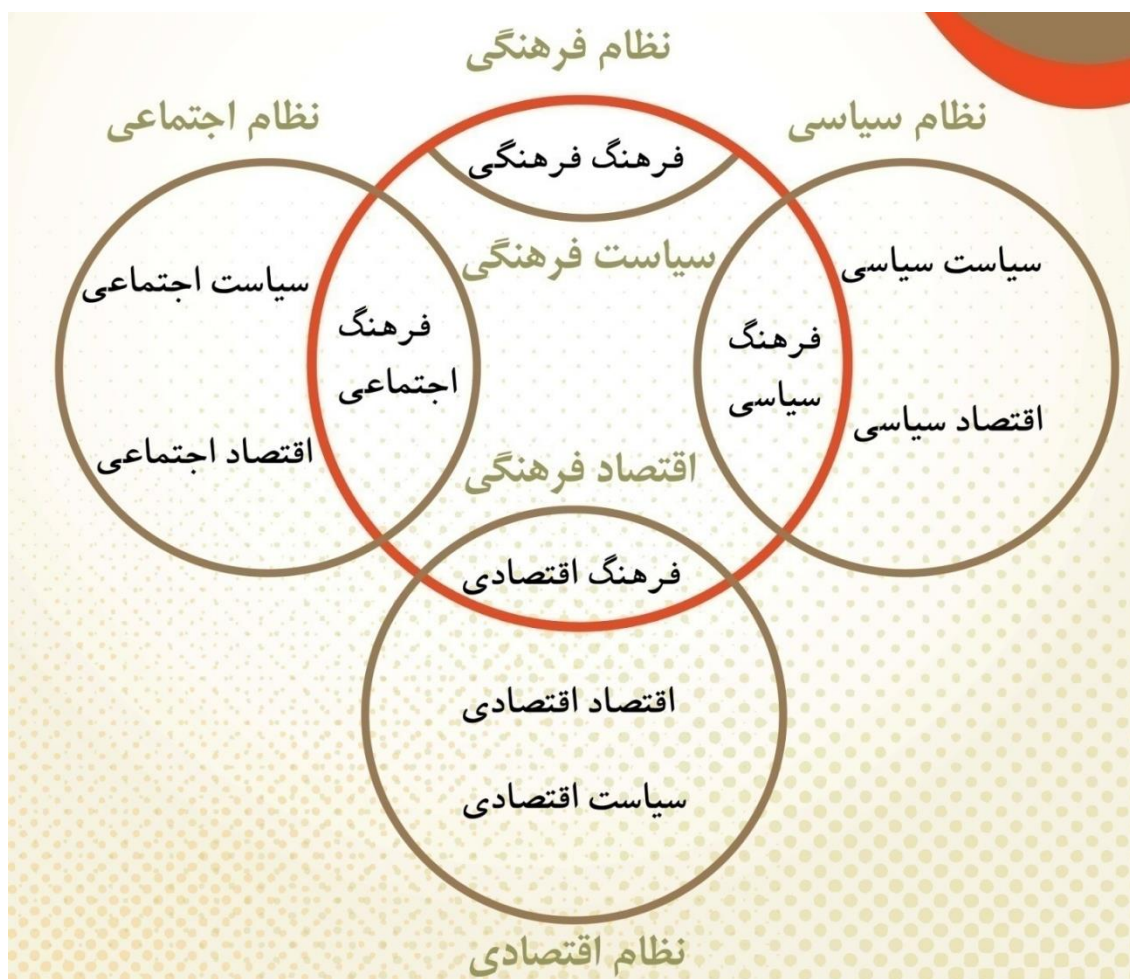 نظام فرهنگی
نظام سیاسی
نظام اجتماعی
فرهنگ فرهنگی
سیاست فرهنگی
سیاست سیاسی
اقتصاد سیاسی
فرهنگ
سیاسی
فرهنگ
اجتماعی
سیاست اجتماعی
اقتصاد اجتماعی
اقتصاد فرهنگی
فرهنگ اقتصادی
اقتصاد اقتصادی
سیاست اقتصادی
نظام اقتصادی